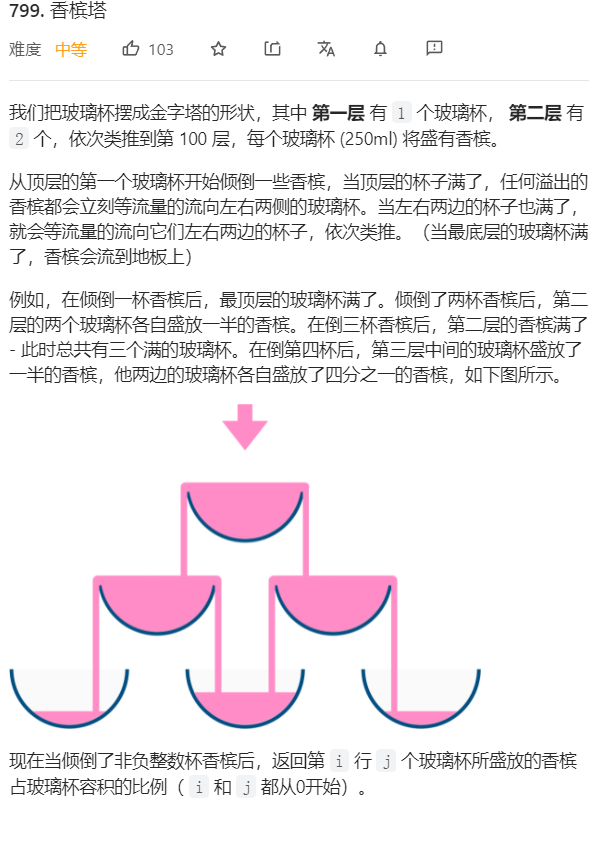 799. 香槟塔
难度 中等 103
我们把玻璃杯摆成金字塔的形状，其中 第一层 有 1 个玻璃杯， 第二层 有
2 个，依次类推到第 100 层，每个玻璃杯 (250ml) 将盛有香槟。
从顶层的第一个玻璃杯开始倾倒一些香槟，当顶层的杯子满了，任何溢出的
香槟都会立刻等流量的流向左右两侧的玻璃杯。当左右两边的杯子也满了，
就会等流量的流向它们左右两边的杯子，依次类推。（当最底层的玻璃杯满
了，香槟会流到地板上）
例如，在倾倒一杯香槟后，最顶层的玻璃杯满了。倾倒了两杯香槟后，第二
层的两个玻璃杯各自盛放一半的香槟。在倒三杯香槟后，第二层的香槟满了
- 此时总共有三个满的玻璃杯。在倒第四杯后，第三层中间的玻璃杯盛放了
一半的香槟，他两边的玻璃杯各自盛放了四分之一的香槟，如下图所示。
现在当倾倒了非负整数杯香槟后，返回第 i 行 j 个玻璃杯所盛放的香槟
占玻璃杯容积的比例（ i 和 j 都从0开始）。